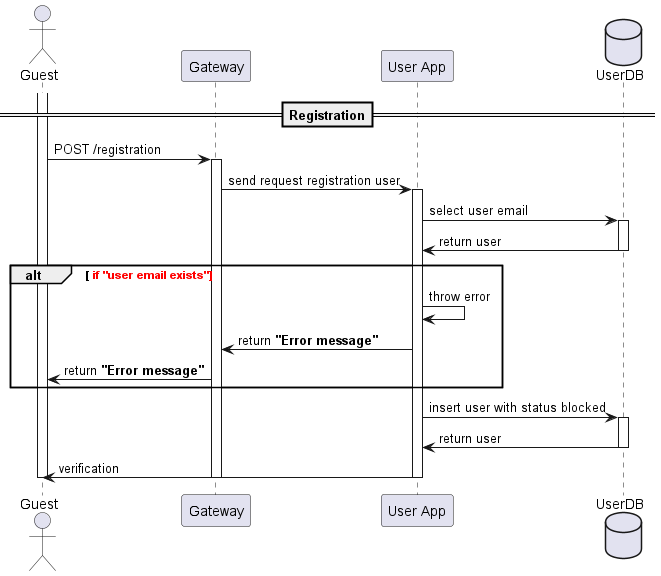 Guest
Gateway
User App
UserDB
Registration
POST /registration
send request registration user
select user email
return user
alt
[ if "user email exists"]
throw error
return "Error message"
return "Error message"
insert user with status blocked
return user
verification
Guest
Gateway
User App
UserDB